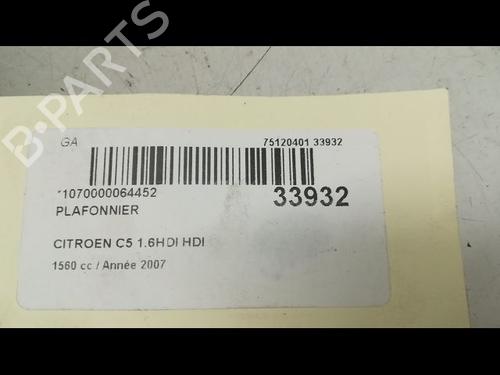 GA 75120401 33932
*1070000064452 33932
PLAFONNIER
CITROEN C5 1.6HDI HDI
1560 cc / Année 2007
B-PARTS